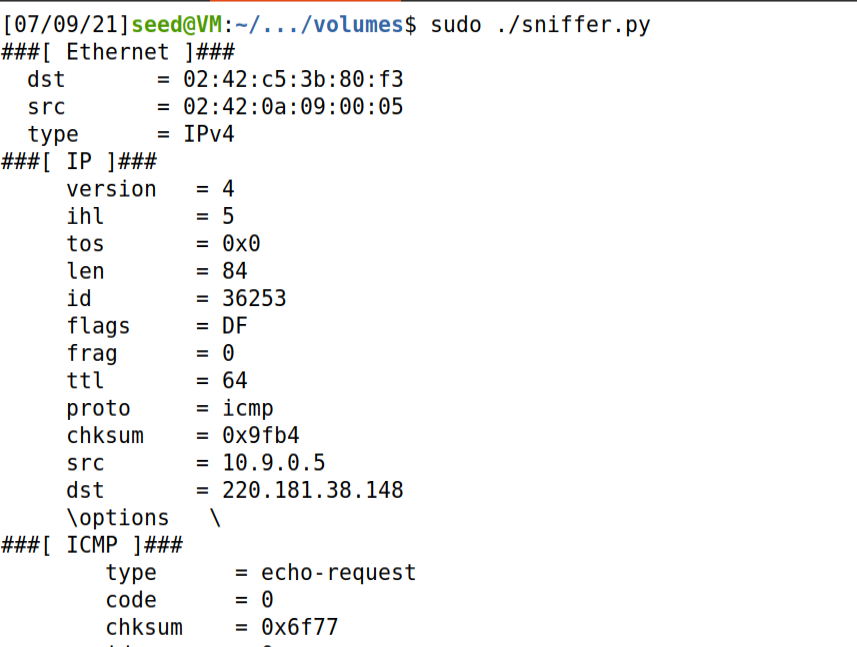 [07/09/21]seed@VM:~/.../volumes$ sudo ./sniffer.py
###[ Ethernet ]###
  dst       = 02:42:c5:3b:80:f3
  src       = 02:42:0a:09:00:05
  type      = IPv4
###[ IP ]###
     version   = 4
     ihl       = 5
     tos       = 0x0
     len       = 84
     id        = 36253
     flags     = DF
     frag      = 0
     ttl       = 64
     proto     = icmp
     chksum    = 0x9fb4
     src       = 10.9.0.5
     dst       = 220.181.38.148
     \options   \
###[ ICMP ]###
        type      = echo-request
        code      = 0
        chksum    = 0x6f77